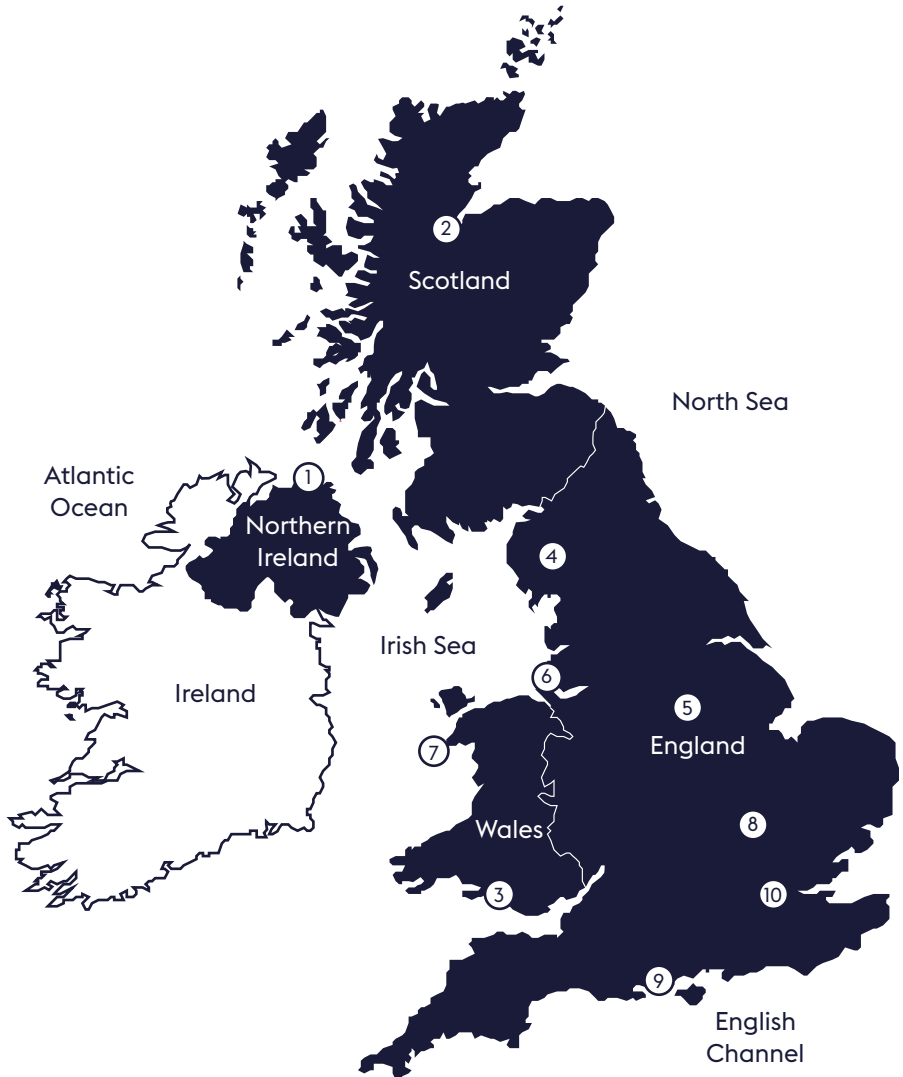 2
Scotland
North Sea
Atlantic
Ocean
1
Northern
Ireland
4
Irish Sea
6
Ireland
5
England
7
Wales
8
3
10
9
English
Channel